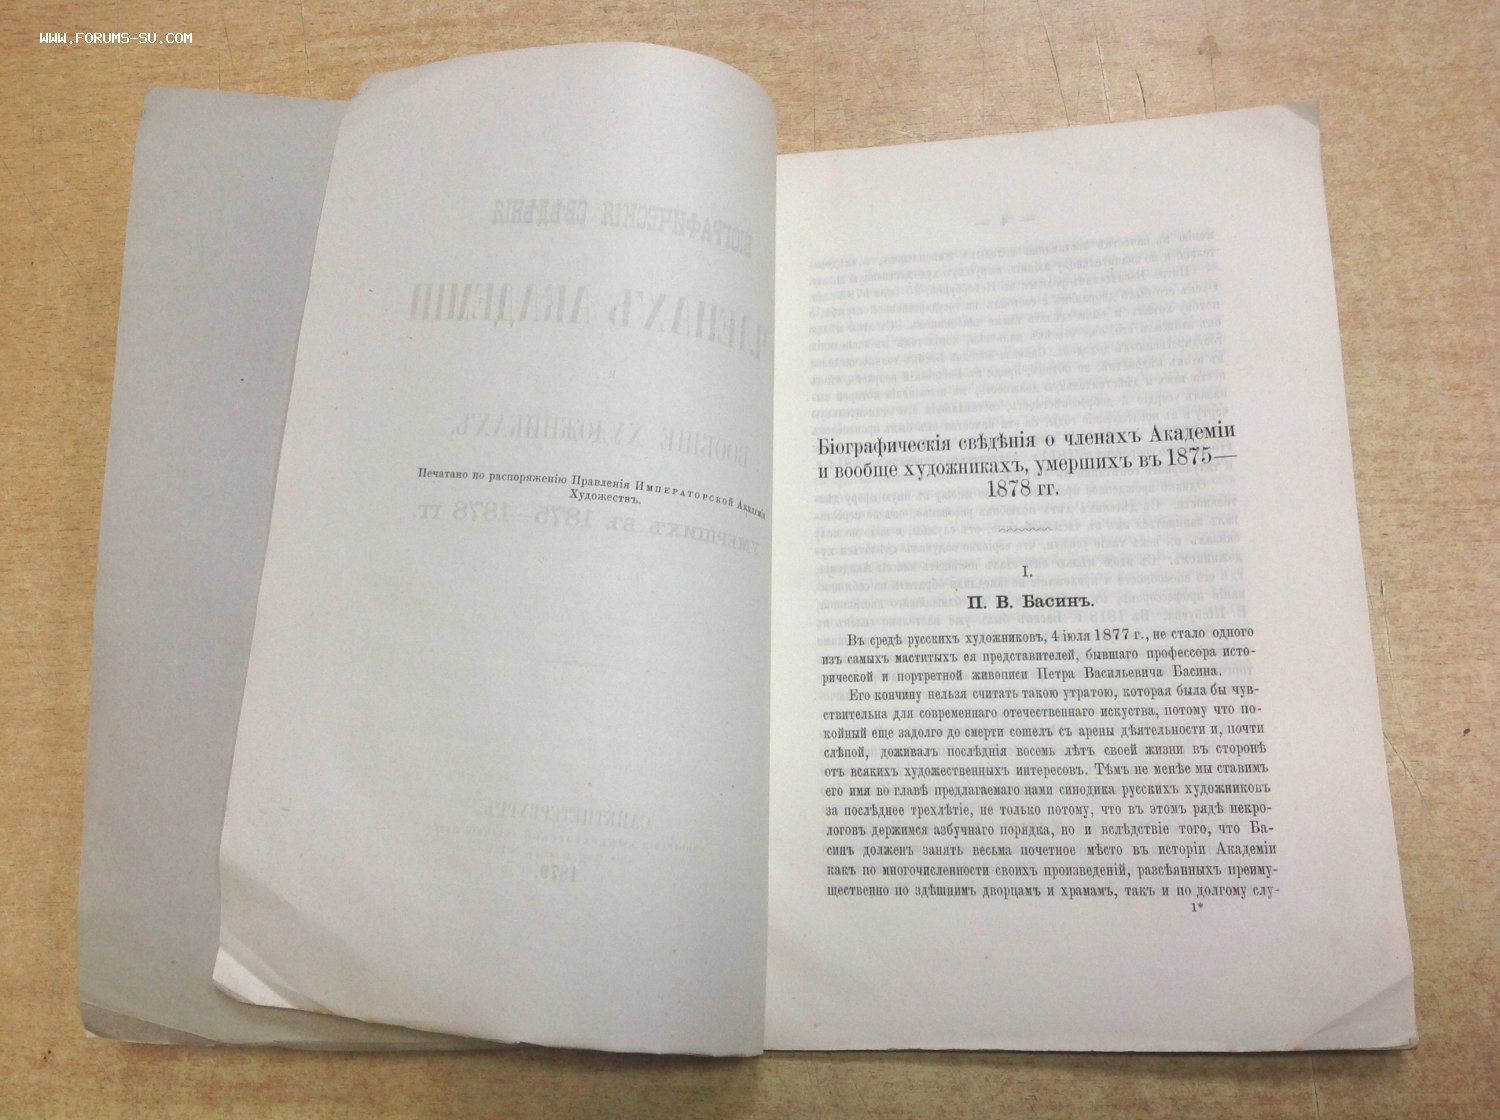 WWW.FORUMS-SU.COM
Печатано по распоряженію Правленія Императорской Академіи
Художествъ.
Біографическія свѣдѣнія о членахъ Академіи
и вообще художникахъ, умершихъ въ 1875—
1878 гг.
I.
П. В. Басинъ.
Въ средѣ русскихъ художниковъ, 4 іюля 1877 г., не стало одного
изъ самыхъ маститыхъ ея представителей, бывшаго профессора исто-
рической и портретной живописи Петра Васильевича Басина.
Его кончину нельзя считать такою утратою, которая была бы чув-
ствительна для современнаго отечественнаго искуства, потому что по-
койный еще задолго до смерти сошелъ съ арены дѣятельности и, почти
слѣпой, доживалъ послѣднія восемь лѣтъ своей жизни въ сторонѣ
отъ всякихъ художественныхъ интересовъ. Тѣмъ не менѣе мы ставимъ
его имя во главѣ предлагаемаго нами синодика русскихъ художниковъ
за послѣднее трехлѣтіе, не только потому, что въ этомъ рядѣ некро-
логовъ держимся азбучнаго порядка, но и вслѣдствіе того, что Ба-
синъ долженъ занять весьма почетное мѣсто въ исторіи Академіи
какъ по многочисленности своихъ произведеній, разсѣянныхъ преиму-
щественно по здѣшнимъ дворцамъ и храмамъ, такъ и по долгому слу-
1*